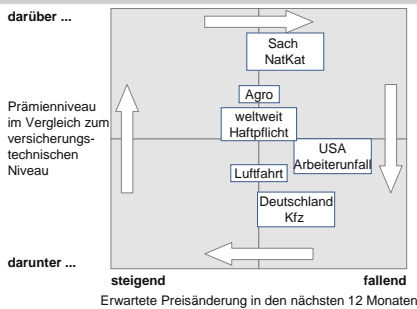 darüber ...
Sach
NatKat
Agro
Prämienniveau
im Vergleich zum
versicherungs-
technischen
Niveau
weltweit
Haftpflicht
USA
Arbeiterunfall
Luftfahrt
Deutschland
Kfz
darunter ...
steigend
fallend
Erwartete Preisänderung in den nächsten 12 Monaten